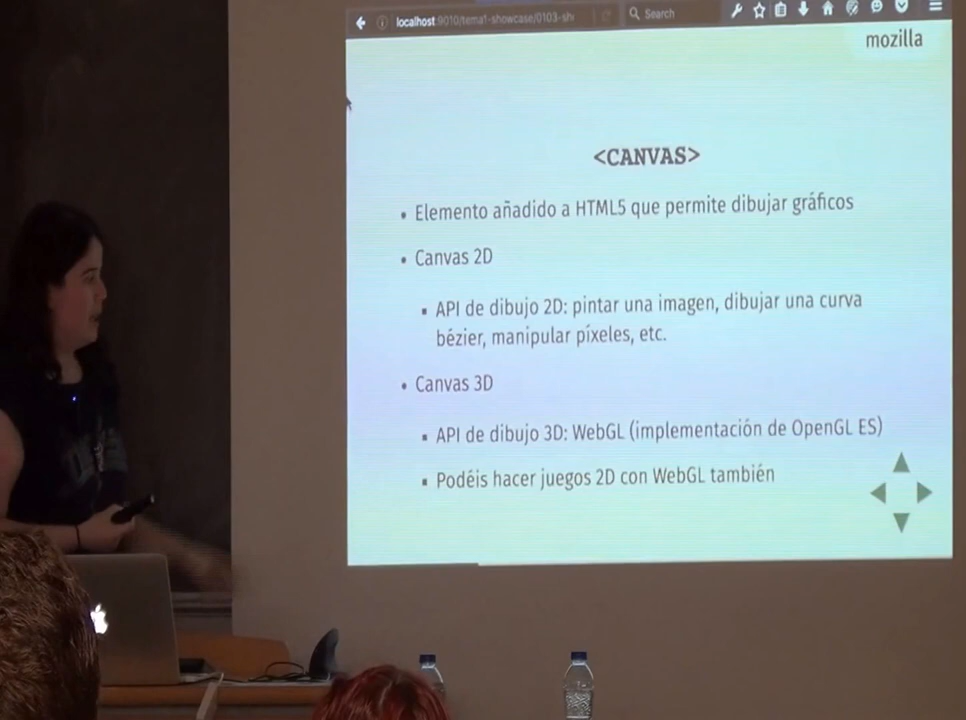 localhost:9010/tema1-showcase/0103-sh
Search
mozilla
<CANVAS>
• Elemento añadido a HTML5 que permite dibujar gráficos
• Canvas 2D
▪ API de dibujo 2D: pintar una imagen, dibujar una curva
bézier, manipular píxeles, etc.
• Canvas 3D
▪ API de dibujo 3D: WebGL (implementación de OpenGL ES)
▪ Podéis hacer juegos 2D con WebGL también